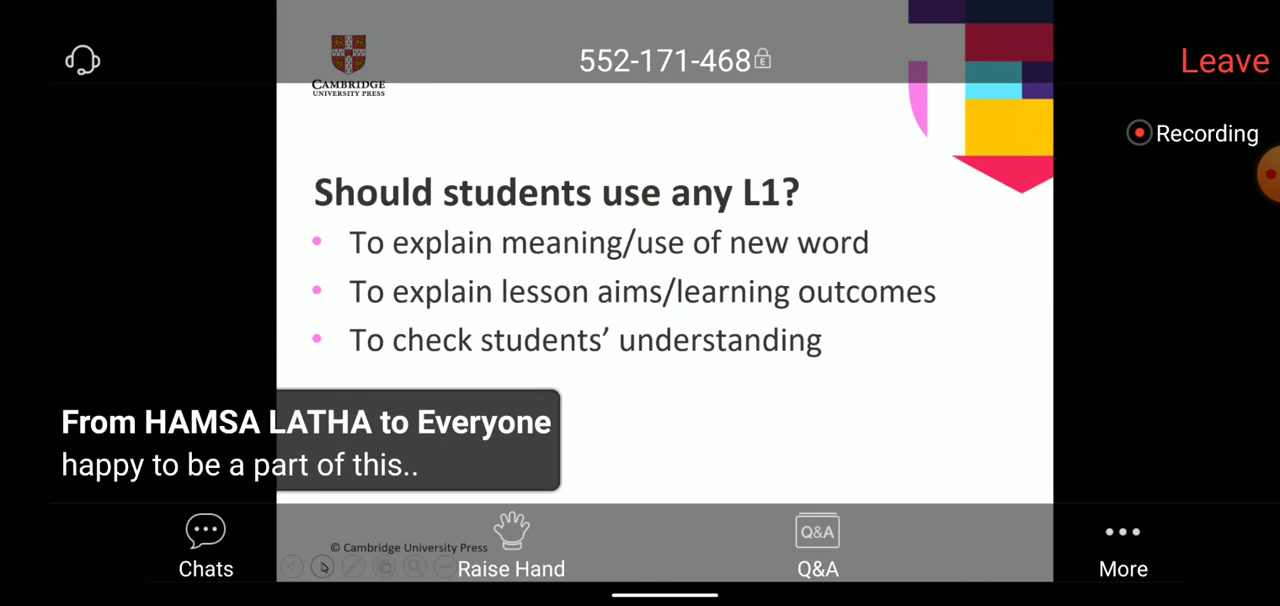 552-171-468
Leave
CAMBRIDGE
UNIVERSITY PRESS
Recording
Should students use any L1?
• To explain meaning/use of new word
• To explain lesson aims/learning outcomes
• To check students’ understanding
From HAMSA LATHA to Everyone
happy to be a part of this..
© Cambridge University Press
Chats
Raise Hand
Q&A
Q&A
More